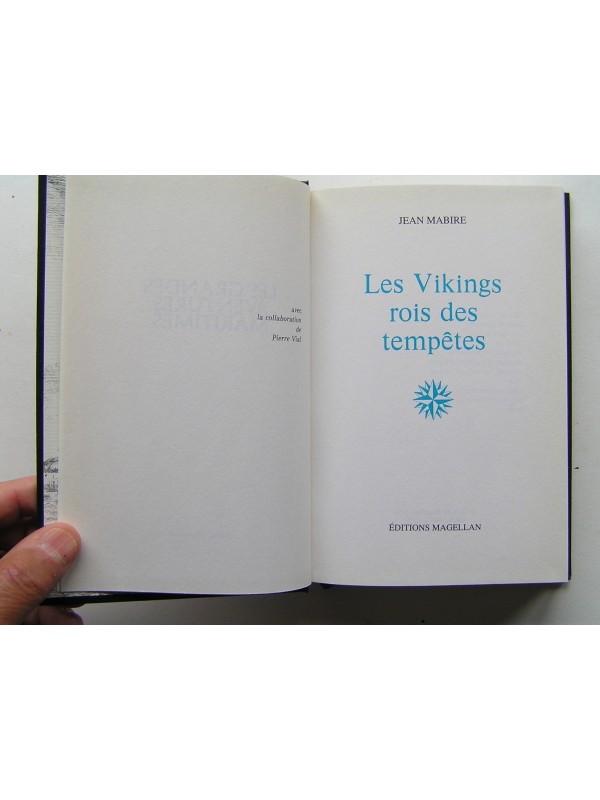 avec
la collaboration
de
Pierre Vial
JEAN MABIRE
Les Vikings
rois des
tempêtes
ÉDITIONS MAGELLAN